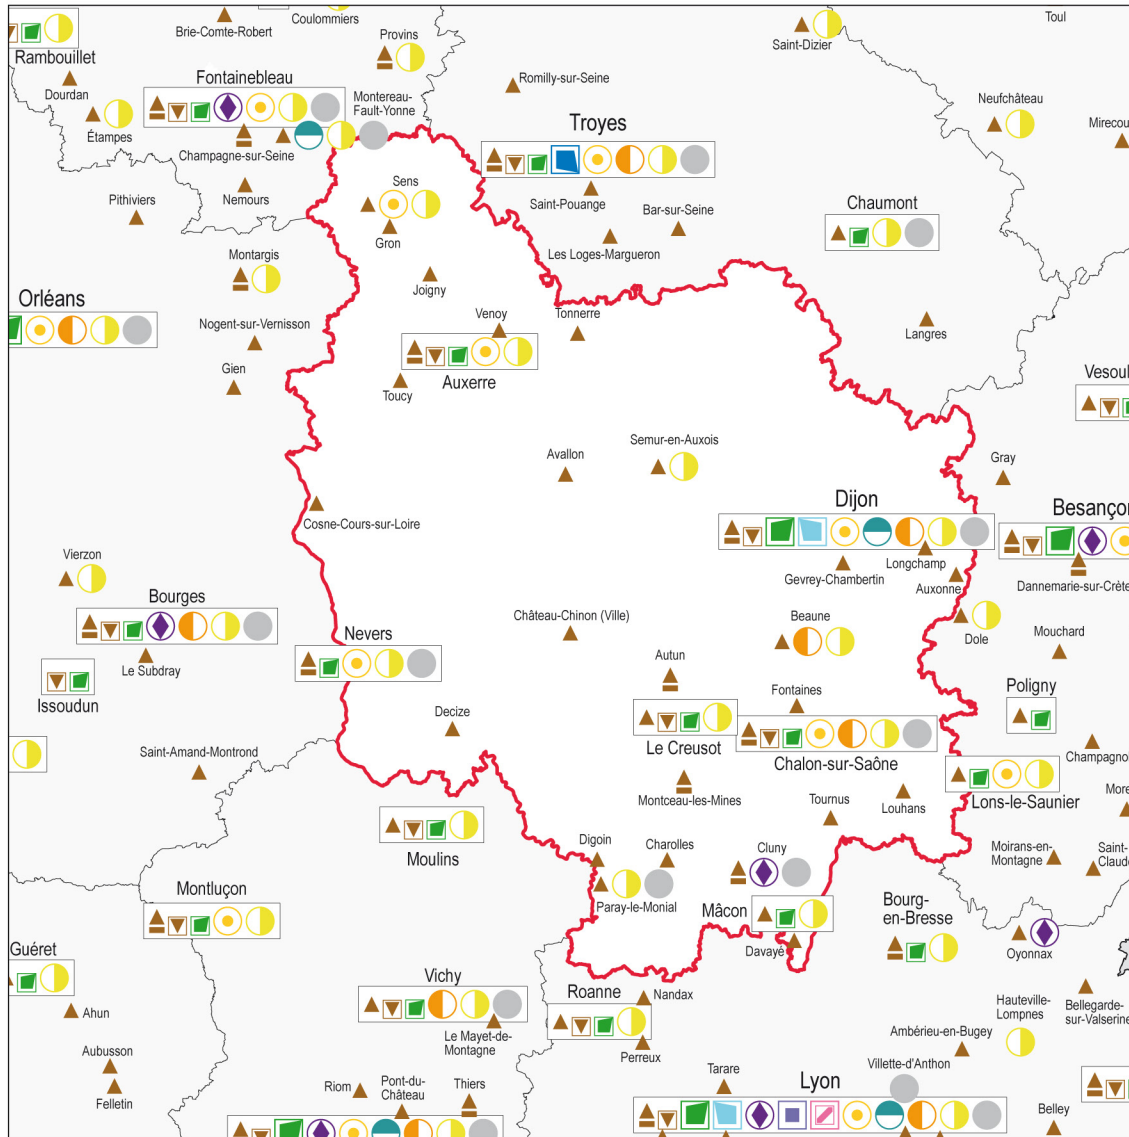 Coulommiers
Toul
Brie-Comte-Robert
Provins
Saint-Dizier
Rambouillet
Dourdan
Fontainebleau
Romilly-sur-Seine
Montereau-
Fault-Yonne
Neufchâteau
Étampes
Troyes
Champagne-sur-Seine
Pithiviers
Nemours
Sens
Saint-Pouange
Bar-sur-Seine
Chaumont
Gron
Les Loges-Margueron
Montargis
Joigny
Orléans
Nogent-sur-Vernisson
Venoy
Tonnerre
Langres
Gien
Auxerre
Toucy
Vesoul
Avallon
Semur-en-Auxois
Gray
Cosne-Cours-sur-Loire
Dijon
Besançon
Vierzon
Longchamp
Gevrey-Chambertin
Auxonne
Dannemarie-sur-Crète
Bourges
Château-Chinon (Ville)
Beaune
Dole
Mouchard
Nevers
Le Subdray
Autun
Issoudun
Fontaines
Poligny
Decize
Le Creusot
Chalon-sur-Saône
Saint-Amand-Montrond
Champagnol
Montceau-les-Mines
Tournus
Louhans
Lons-le-Saunier
More
Moulins
Digoin
Charolles
Cluny
Moirans-en-
Montagne
Saint-
Claude
Montluçon
Paray-le-Monial
Mâcon
Bourg-
en-Bresse
Davayé
Oyonnax
Guéret
Vichy
Roanne
Nandax
Hauteville-
Lompnes
Bellegarde-
sur-Valserine
Ahun
Le Mayet-de-
Montagne
Perreux
Ambérieu-en-Bugey
Aubusson
Felletin
Riom
Pont-du-
Château
Thiers
Tarare
Lyon
Villette-d'Anthon
Belley